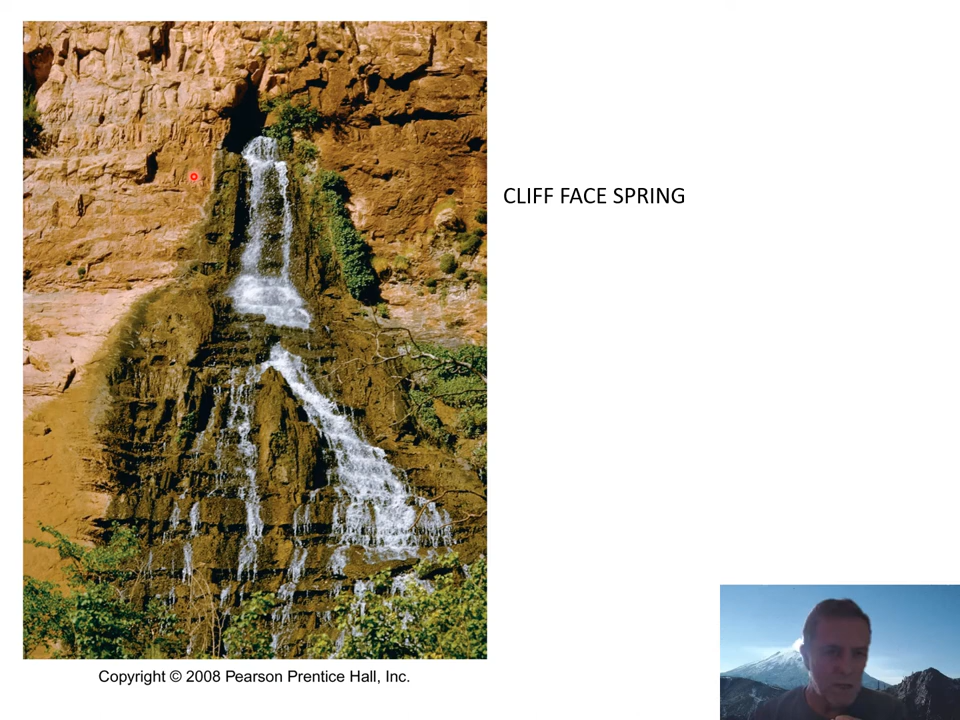 CLIFF FACE SPRING
Copyright © 2008 Pearson Prentice Hall, Inc.